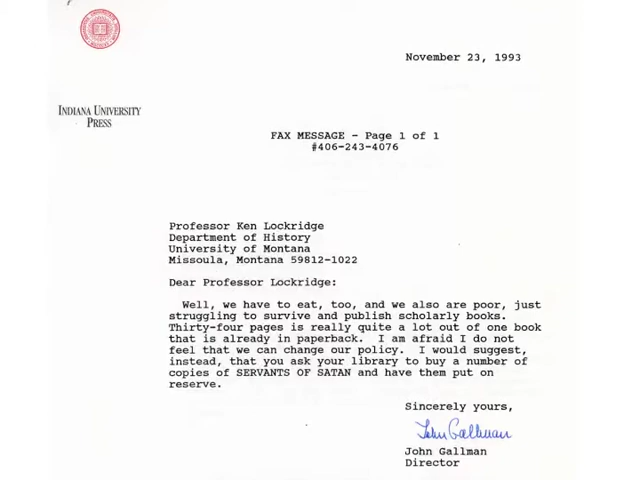 November 23, 1993
INDIANA UNIVERSITY
PRESS
FAX MESSAGE - Page 1 of 1
#406-243-4076
Professor Ken Lockridge
Department of History
University of Montana
Missoula, Montana 59812-1022
Dear Professor Lockridge:
Well, we have to eat, too, and we also are poor, just
struggling to survive and publish scholarly books.
Thirty-four pages is really quite a lot out of one book
that is already in paperback. I am afraid I do not
feel that we can change our policy. I would suggest,
instead, that you ask your library to buy a number of
copies of SERVANTS OF SATAN and have them put on
reserve.
Sincerely yours,
John Gallman
John Gallman
Director